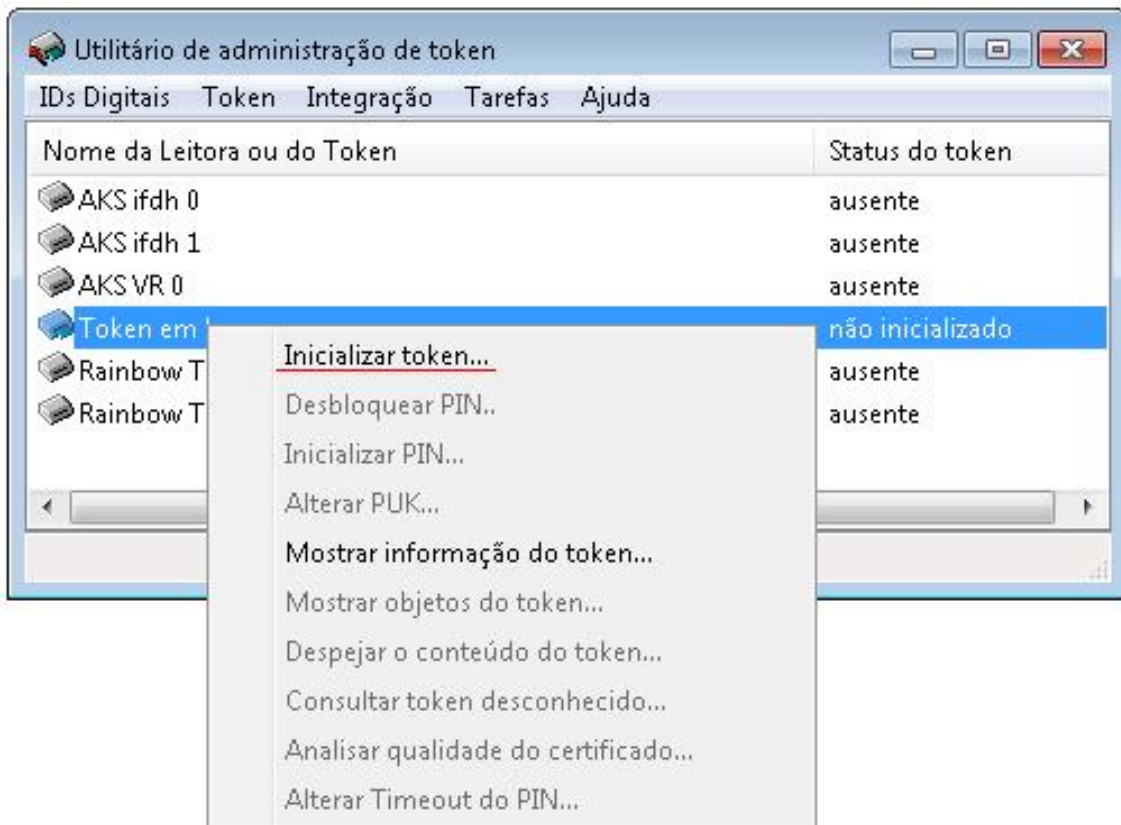 Utilitário de administração de token
IDs Digitais Token Integração Tarefas Ajuda
Nome da Leitora ou do Token Status do token
AKS ifdh 0 ausente
AKS ifdh 1 ausente
AKS VR 0 ausente
Token em não inicializado
Rainbow T ausente
Rainbow T ausente
Inicializar token...
Desbloquear PIN..
Inicializar PIN...
Alterar PUK...
Mostrar informação do token...
Mostrar objetos do token...
Despejar o conteúdo do token...
Consultar token desconhecido...
Analisar qualidade do certificado...
Alterar Timeout do PIN...